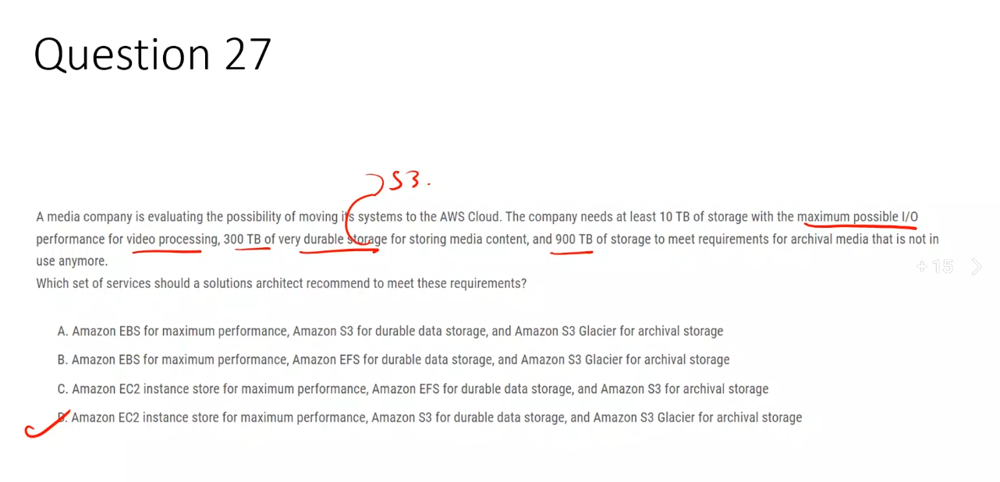 Question 27
S3.
A media company is evaluating the possibility of moving its systems to the AWS Cloud. The company needs at least 10 TB of storage with the maximum possible I/O
performance for video processing, 300 TB of very durable storage for storing media content, and 900 TB of storage to meet requirements for archival media that is not in
use anymore.
+15
Which set of services should a solutions architect recommend to meet these requirements?
A. Amazon EBS for maximum performance, Amazon S3 for durable data storage, and Amazon S3 Glacier for archival storage
B. Amazon EBS for maximum performance, Amazon EFS for durable data storage, and Amazon S3 Glacier for archival storage
C. Amazon EC2 instance store for maximum performance, Amazon EFS for durable data storage, and Amazon S3 for archival storage
D. Amazon EC2 instance store for maximum performance, Amazon S3 for durable data storage, and Amazon S3 Glacier for archival storage